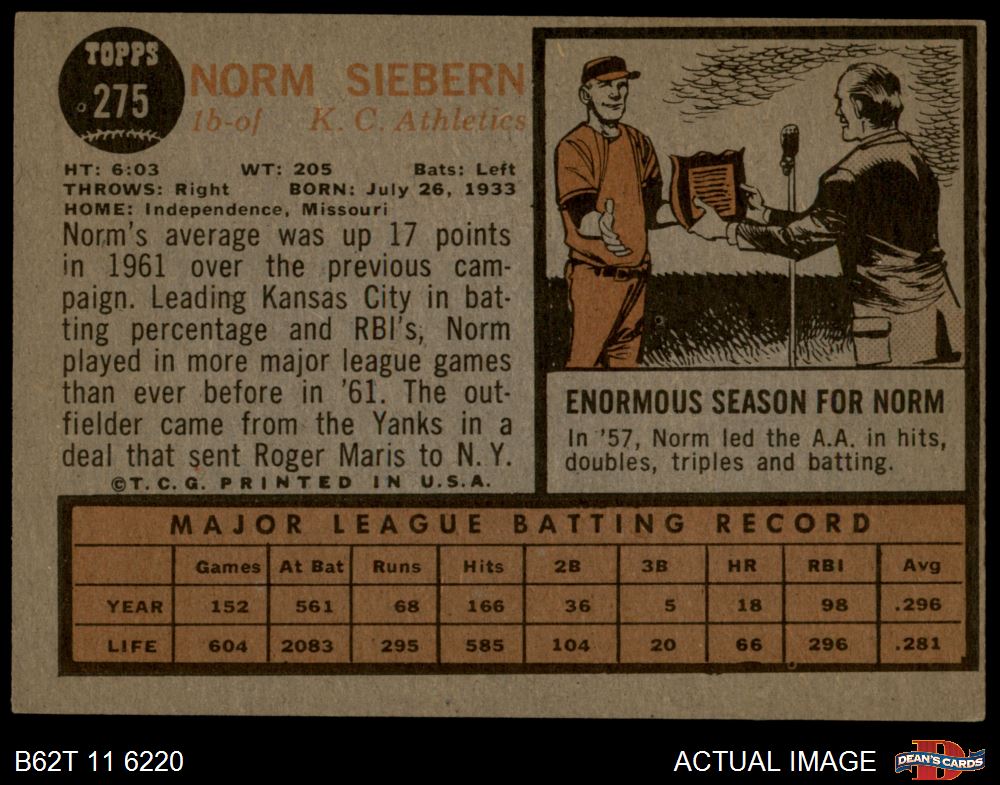 TOPPS
275
NORM SIEBERN
1b-of K. C. Athletics
HT: 6:03 WT: 205 Bats: Left
THROWS: Right BORN: July 26, 1933
HOME: Independence, Missouri
Norm's average was up 17 points
in 1961 over the previous cam-
paign. Leading Kansas City in bat-
ting percentage and RBI's, Norm
played in more major league games
than ever before in '61. The out-
fielder came from the Yanks in a
deal that sent Roger Maris to N.Y.
©T. C. G. PRINTED IN U.S.A.
ENORMOUS SEASON FOR NORM
In '57, Norm led the A.A. in hits,
doubles, triples and batting.
MAJOR LEAGUE BATTING RECORD
Games At Bat Runs Hits 2B 3B HR RBI Avg
YEAR 152 561 68 166 36 5 18 98 .296
LIFE 604 2083 295 585 104 20 66 296 .281
B62T 11 6220
ACTUAL IMAGE
DEAN'S CARDS